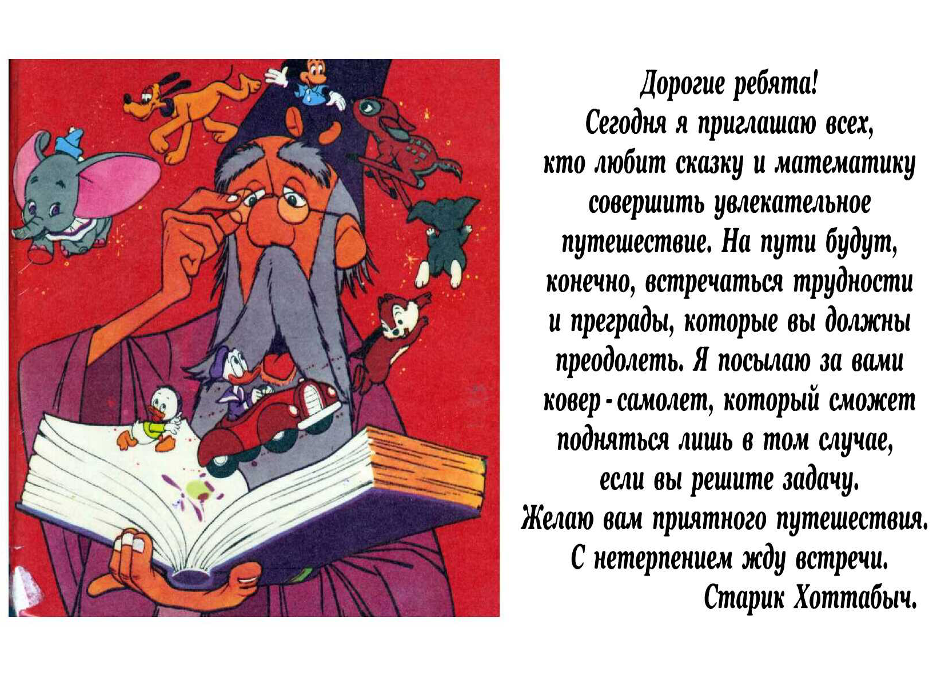 Дорогие ребята!
Сегодня я приглашаю всех,
кто любит сказку и математику
совершить увлекательное
путешествие. На пути будут,
конечно, встречаться трудности
и преграды, которые вы должны
преодолеть. Я посылаю за вами
ковер - самолет, который сможет
подняться лишь в том случае,
если вы решите задачу.
Желаю вам приятного путешествия.
С нетерпением жду встречи.
Старик Хоттабыч.